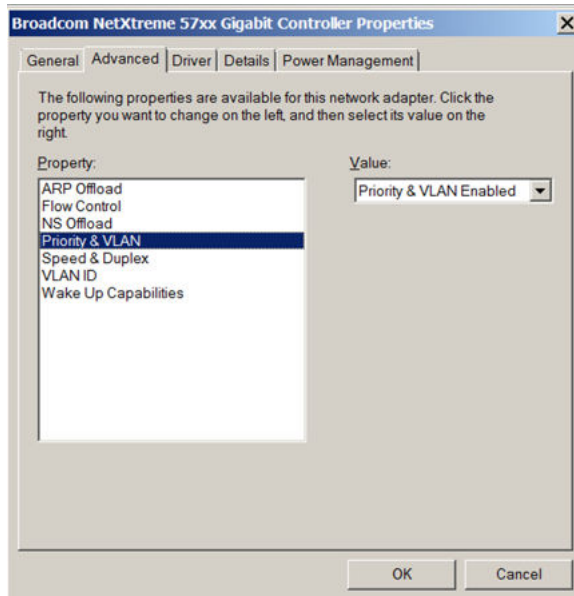 Broadcom NetXtreme 57xx Gigabit Controller Properties
General Advanced Driver Details Power Management
The following properties are available for this network adapter. Click the
property you want to change on the left, and then select its value on the
right.
Property:
Value:
ARP Offload
Priority & VLAN Enabled
Flow Control
NS Offload
Priority & VLAN
Speed & Duplex
VLAN ID
Wake Up Capabilities
OK Cancel